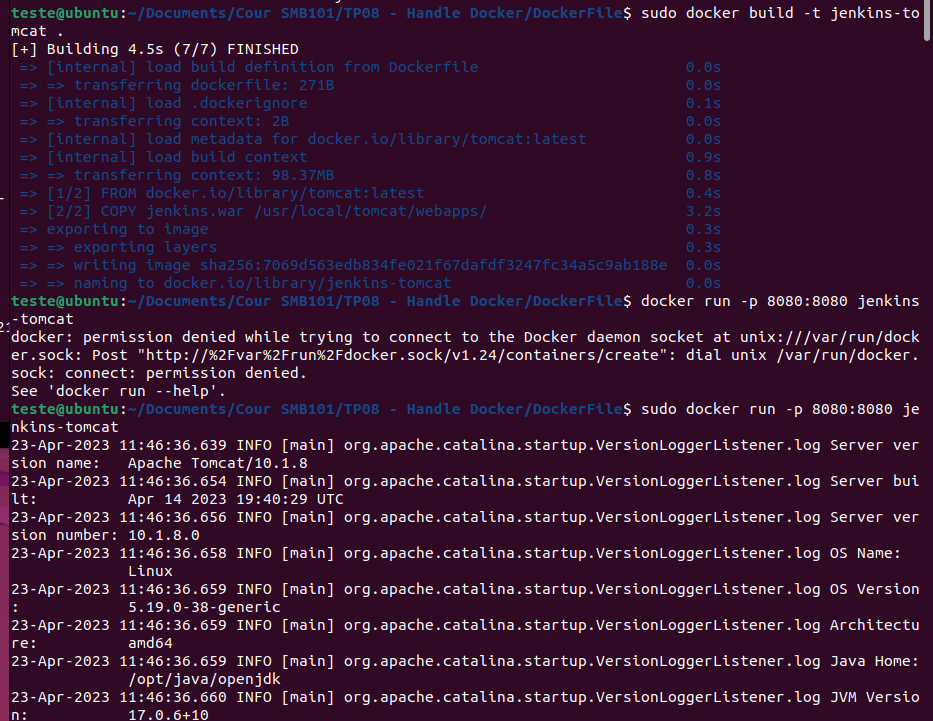 teste@ubuntu:~/Documents/Cour SMB101/TP08 - Handle Docker/DockerFile$ sudo docker build -t jenkins-to
mcat .
[+] Building 4.5s (7/7) FINISHED
 => [internal] load build definition from Dockerfile                       0.0s
 => => transferring dockerfile: 271B                                       0.0s
 => [internal] load .dockerignore                                          0.1s
 => => transferring context: 2B                                            0.0s
 => [internal] load metadata for docker.io/library/tomcat:latest           0.0s
 => [internal] load build context                                          0.9s
 => => transferring context: 98.37MB                                       0.8s
 => [1/2] FROM docker.io/library/tomcat:latest                             0.4s
 => [2/2] COPY jenkins.war /usr/local/tomcat/webapps/                      3.2s
 => exporting to image                                                     0.3s
 => => exporting layers                                                    0.3s
 => => writing image sha256:7069d563edb834fe021f67dafdf3247fc34a5c9ab188e  0.0s
 => => naming to docker.io/library/jenkins-tomcat                          0.0s
teste@ubuntu:~/Documents/Cour SMB101/TP08 - Handle Docker/DockerFile$ docker run -p 8080:8080 jenkins
-tomcat
docker: permission denied while trying to connect to the Docker daemon socket at unix:///var/run/dock
er.sock: Post "http://%2Fvar%2Frun%2Fdocker.sock/v1.24/containers/create": dial unix /var/run/docker.
sock: connect: permission denied.
See 'docker run --help'.
teste@ubuntu:~/Documents/Cour SMB101/TP08 - Handle Docker/DockerFile$ sudo docker run -p 8080:8080 je
nkins-tomcat
23-Apr-2023 11:46:36.639 INFO [main] org.apache.catalina.startup.VersionLoggerListener.log Server ver
sion name:   Apache Tomcat/10.1.8
23-Apr-2023 11:46:36.654 INFO [main] org.apache.catalina.startup.VersionLoggerListener.log Server bui
lt:          Apr 14 2023 19:40:29 UTC
23-Apr-2023 11:46:36.656 INFO [main] org.apache.catalina.startup.VersionLoggerListener.log Server ver
sion number: 10.1.8.0
23-Apr-2023 11:46:36.658 INFO [main] org.apache.catalina.startup.VersionLoggerListener.log OS Name:
             Linux
23-Apr-2023 11:46:36.659 INFO [main] org.apache.catalina.startup.VersionLoggerListener.log OS Version
:            5.19.0-38-generic
23-Apr-2023 11:46:36.659 INFO [main] org.apache.catalina.startup.VersionLoggerListener.log Architectu
re:          amd64
23-Apr-2023 11:46:36.659 INFO [main] org.apache.catalina.startup.VersionLoggerListener.log Java Home:
             /opt/java/openjdk
23-Apr-2023 11:46:36.660 INFO [main] org.apache.catalina.startup.VersionLoggerListener.log JVM Versio
n:           17.0.6+10